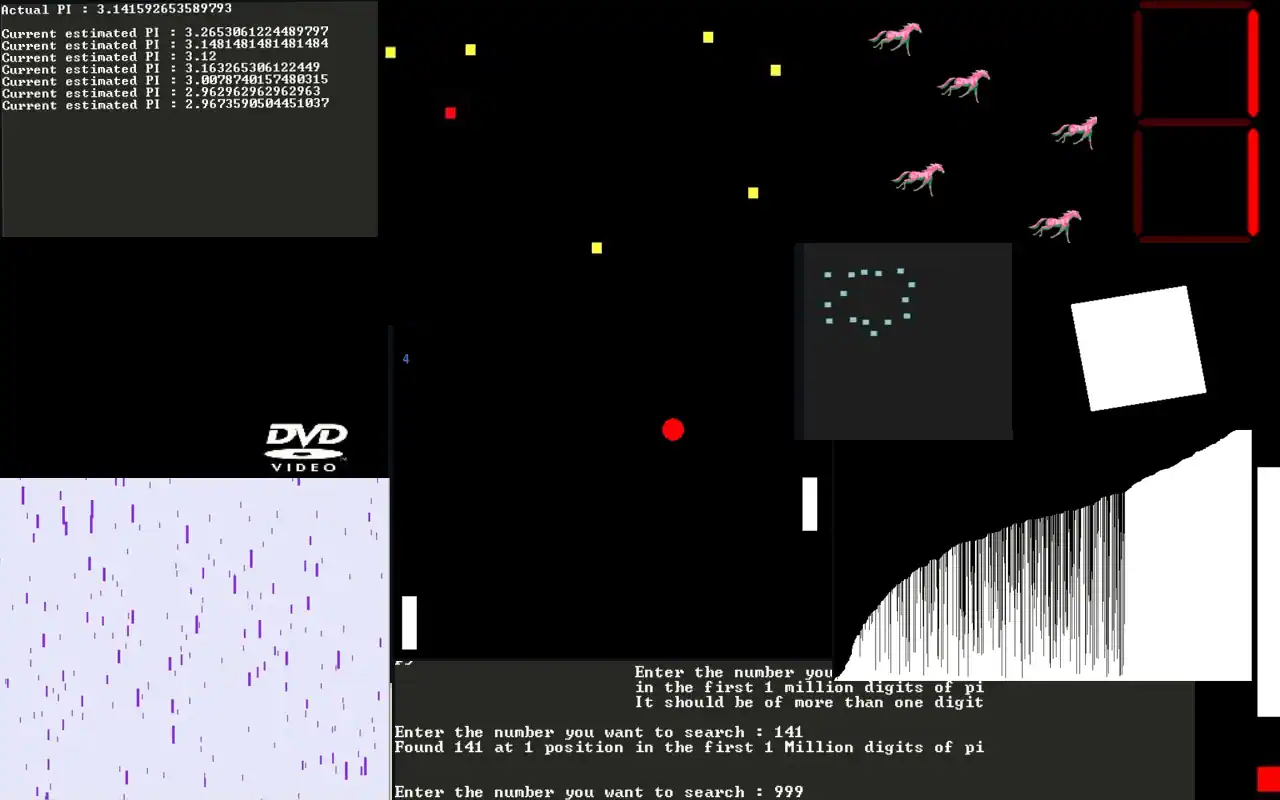 Actual PI : 3.141592653589793
Current estimated PI : 3.2653061224489797
Current estimated PI : 3.1481481481481484
Current estimated PI : 3.12
Current estimated PI : 3.163265306122449
Current estimated PI : 3.0078740157480315
Current estimated PI : 2.962962962962963
Current estimated PI : 2.9673590504451037
4
DVD
VIDEO
Enter the number you
in the first 1 million digits of pi
It should be of more than one digit
Enter the number you want to search : 141
Found 141 at 1 position in the first 1 Million digits of pi
Enter the number you want to search : 999